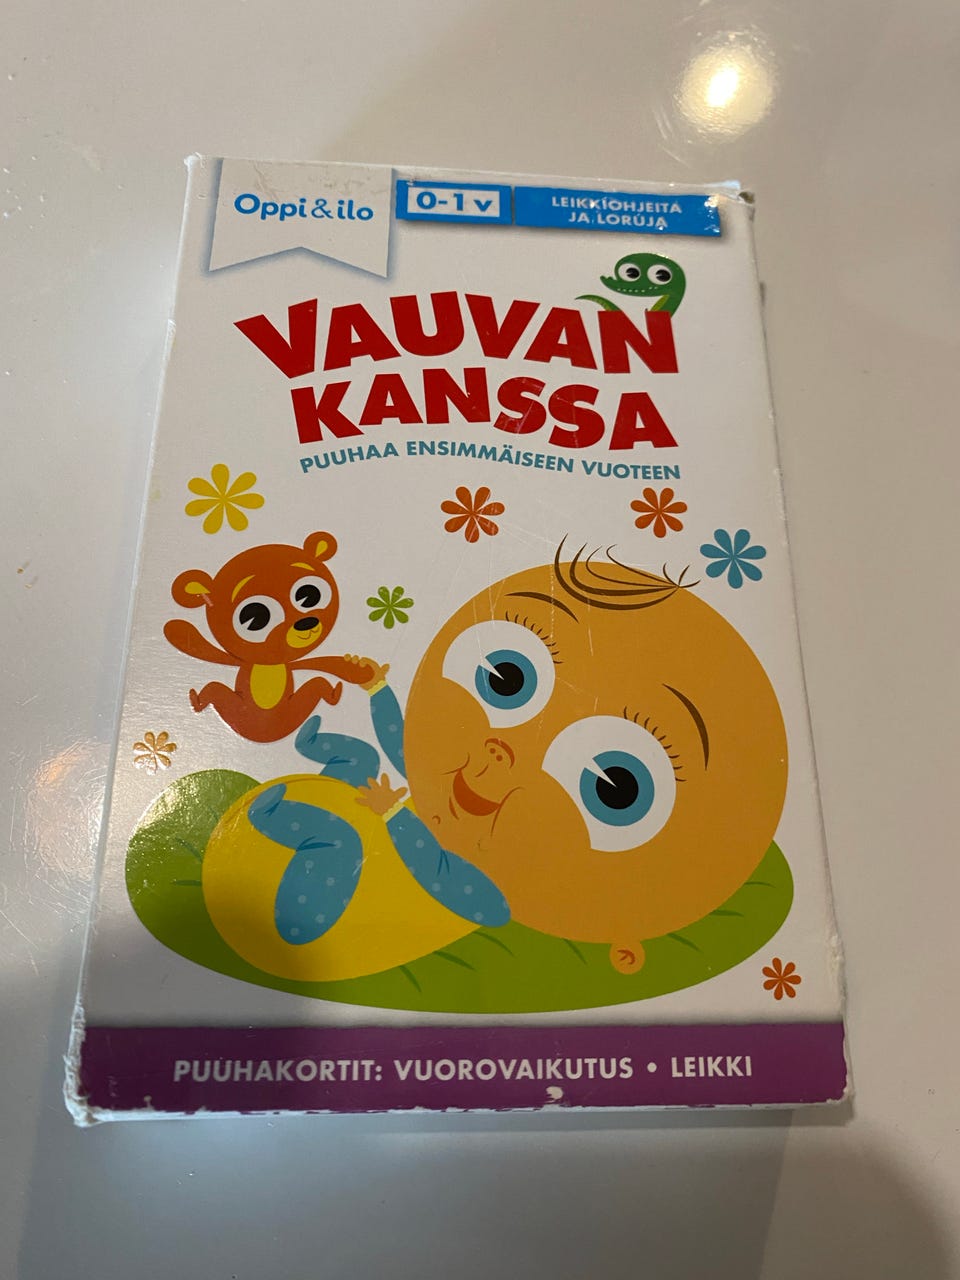 Oppi&ilo
0-1 v
LEIKKIOHJEITA
JA LORUJA
VAUVAN
KANSSA
PUUHAA ENSIMMÄISEEN VUOTEEN
PUUHAKORTIT: VUOROVAIKUTUS • LEIKKI